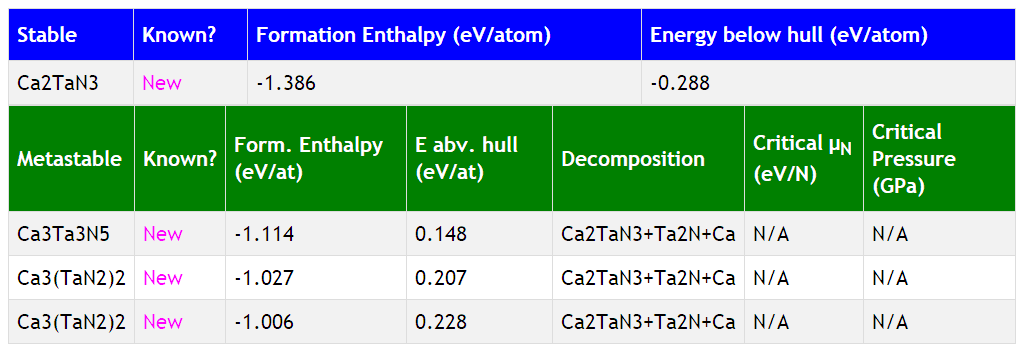 Stable Known? Formation Enthalpy (eV/atom) Energy below hull (eV/atom)
Ca2TaN3 New -1.386 -0.288
Metastable Known? Form. Enthalpy (eV/at) E abv. hull (eV/at) Decomposition Critical μN (eV/N) Critical Pressure (GPa)
Ca3Ta3N5 New -1.114 0.148 Ca2TaN3+Ta2N+Ca N/A N/A
Ca3(TaN2)2 New -1.027 0.207 Ca2TaN3+Ta2N+Ca N/A N/A
Ca3(TaN2)2 New -1.006 0.228 Ca2TaN3+Ta2N+Ca N/A N/A